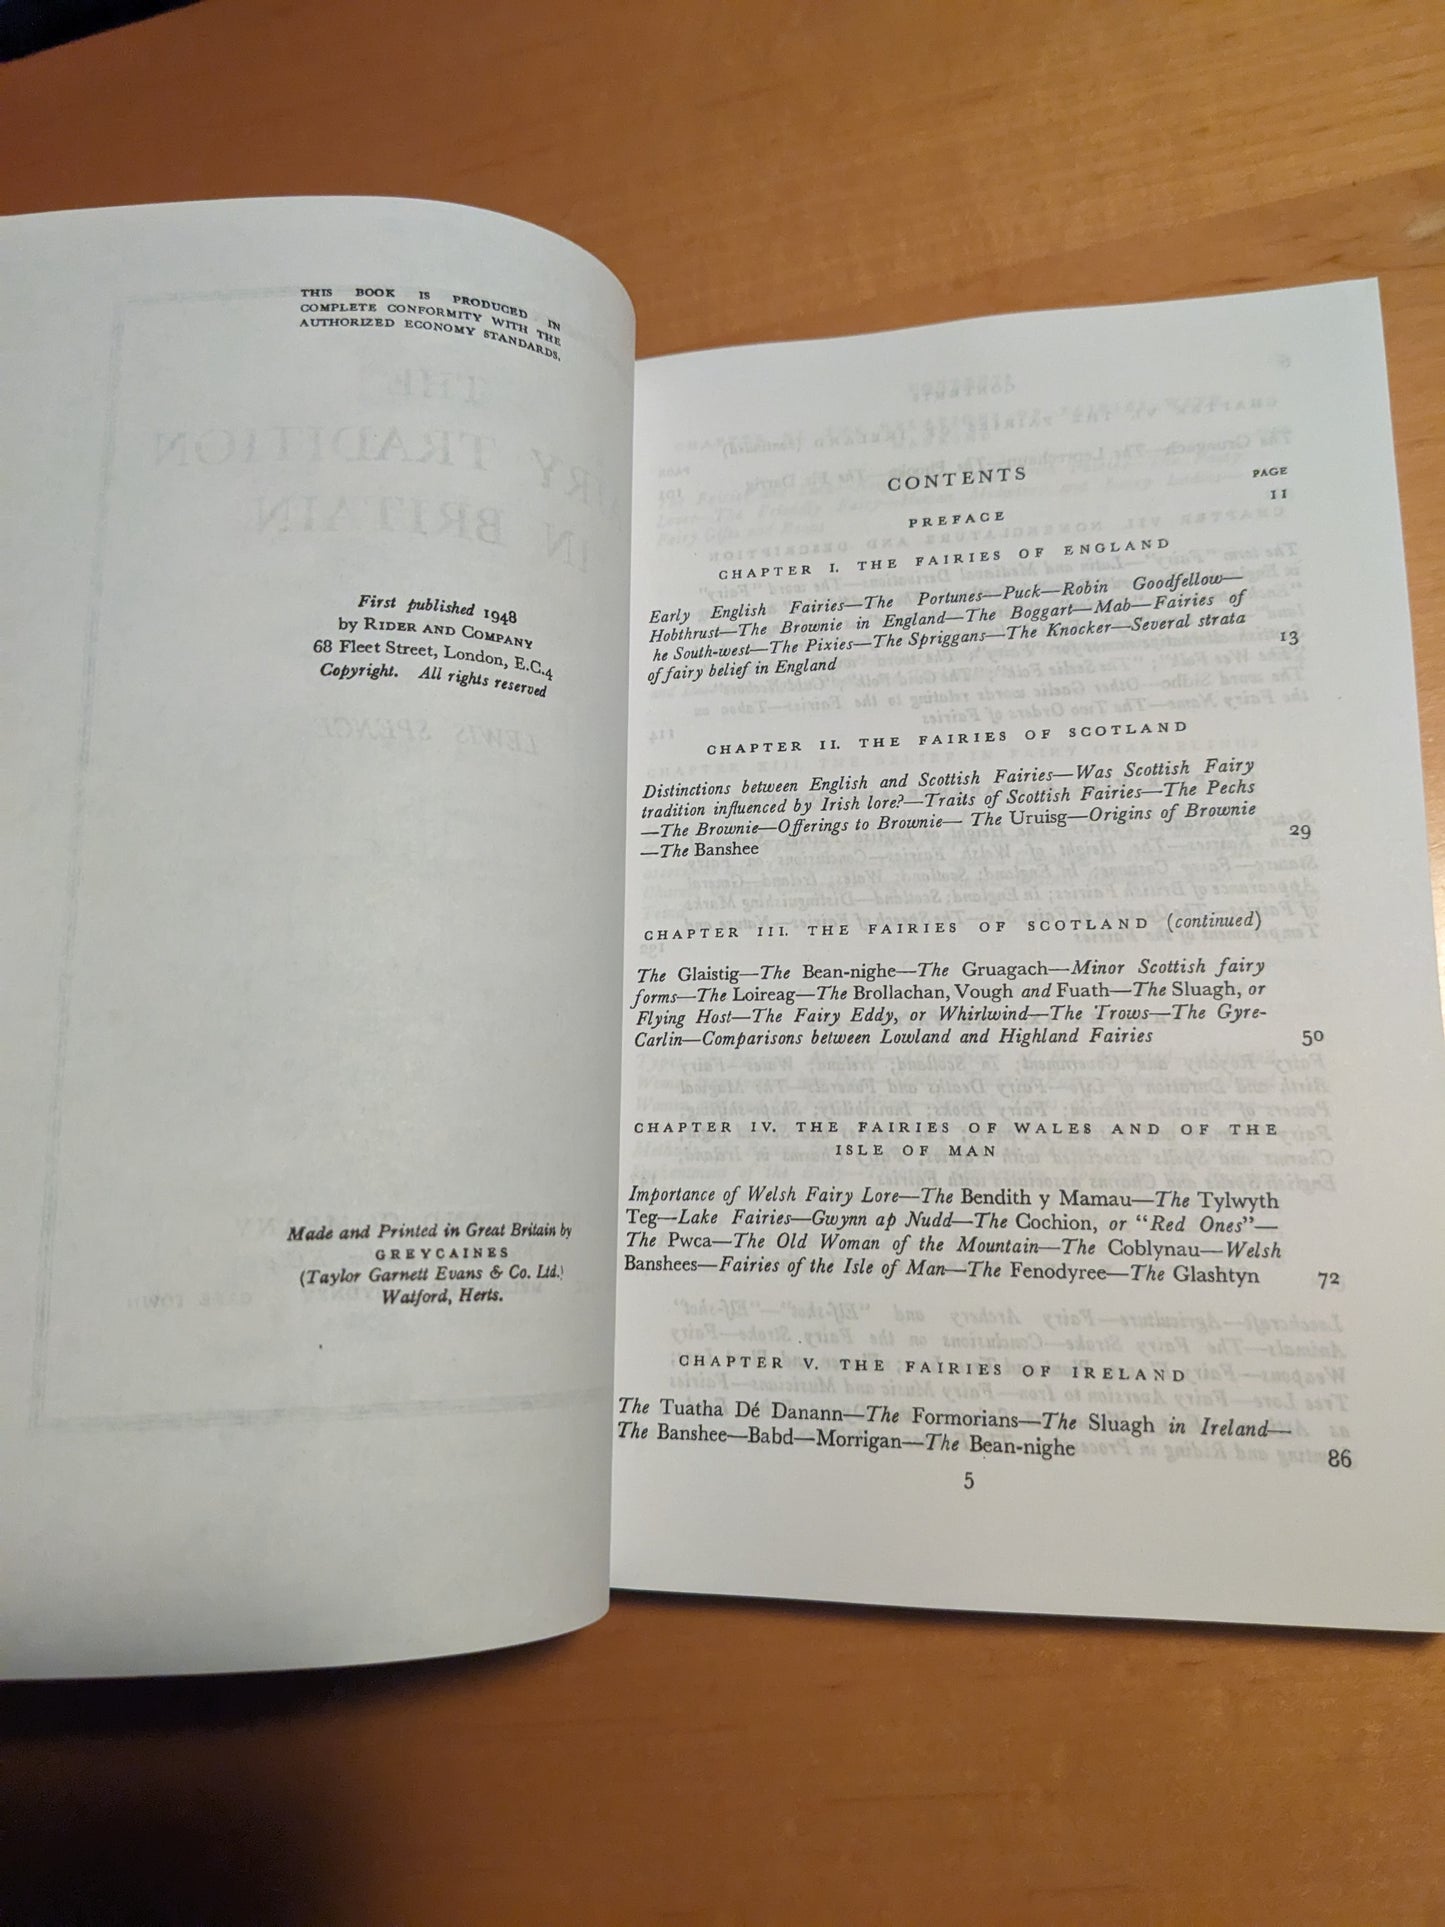 THIS BOOK IS PRODUCED IN
COMPLETE CONFORMITY WITH THE
AUTHORIZED ECONOMY STANDARDS.
First published 1948
by RIDER AND COMPANY
68 Fleet Street, London, E.C.4
Copyright. All rights reserved
Made and Printed in Great Britain by
GREYCAINES
(Taylor Garnett Evans & Co. Ltd.)
Watford, Herts.
CONTENTS
PAGE
PREFACE 11
CHAPTER I. THE FAIRIES OF ENGLAND
Early English Fairies—The Portunes—Puck—Robin Goodfellow—
Hobthrust—The Brownie in England—The Boggart—Mab—Fairies of
he South-west—The Pixies—The Spriggans—The Knocker—Several strata
of fairy belief in England 13
CHAPTER II. THE FAIRIES OF SCOTLAND
Distinctions between English and Scottish Fairies—Was Scottish Fairy
tradition influenced by Irish lore?—Traits of Scottish Fairies—The Pechs
—The Brownie—Offerings to Brownie— The Uruisg—Origins of Brownie
—The Banshee 29
CHAPTER III. THE FAIRIES OF SCOTLAND (continued)
The Glaistig—The Bean-nighe—The Gruagach—Minor Scottish fairy
forms—The Loireag—The Brollachan, Vough and Fuath—The Sluagh, or
Flying Host—The Fairy Eddy, or Whirlwind—The Trows—The Gyre-
Carlin—Comparisons between Lowland and Highland Fairies 50
CHAPTER IV. THE FAIRIES OF WALES AND OF THE
ISLE OF MAN
Importance of Welsh Fairy Lore—The Bendith y Mamau—The Tylwyth
Teg—Lake Fairies—Gwynn ap Nudd—The Cochion, or "Red Ones"—
The Pwca—The Old Woman of the Mountain—The Coblynau—Welsh
Banshees—Fairies of the Isle of Man—The Fenodyree—The Glashtyn 72
CHAPTER V. THE FAIRIES OF IRELAND
The Tuatha Dé Danann—The Formorians—The Sluagh in Ireland—
The Banshee—Babd—Morrigan—The Bean-nighe 86
5